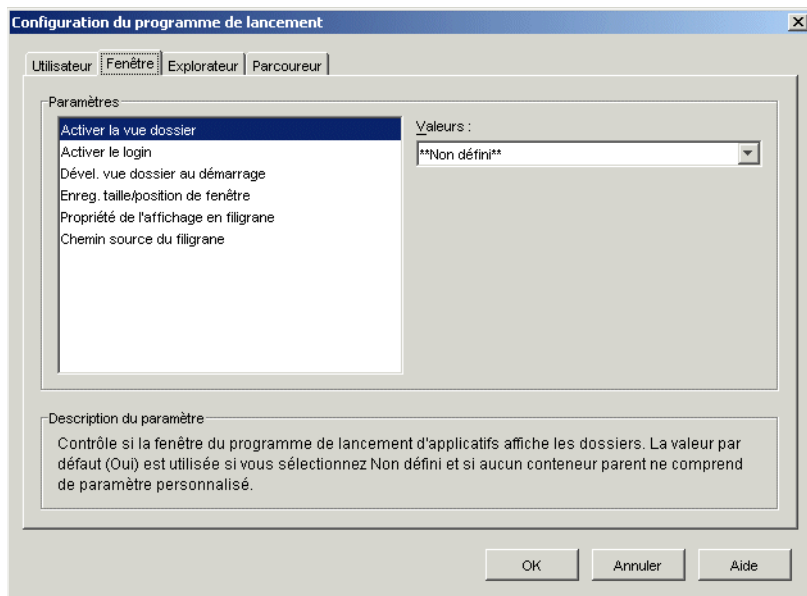 Configuration du programme de lancement
Utilisateur Fenêtre Explorateur Parcoureur
Paramètres
Activer la vue dossier
Activer le login
Dével. vue dossier au démarrage
Enreg. taille/position de fenêtre
Propriété de l'affichage en filigrane
Chemin source du filigrane
Valeurs :
**Non défini**
Description du paramètre
Contrôle si la fenêtre du programme de lancement d'applicatifs affiche les dossiers. La valeur par
défaut (Oui) est utilisée si vous sélectionnez Non défini et si aucun conteneur parent ne comprend
de paramètre personnalisé.
OK Annuler Aide